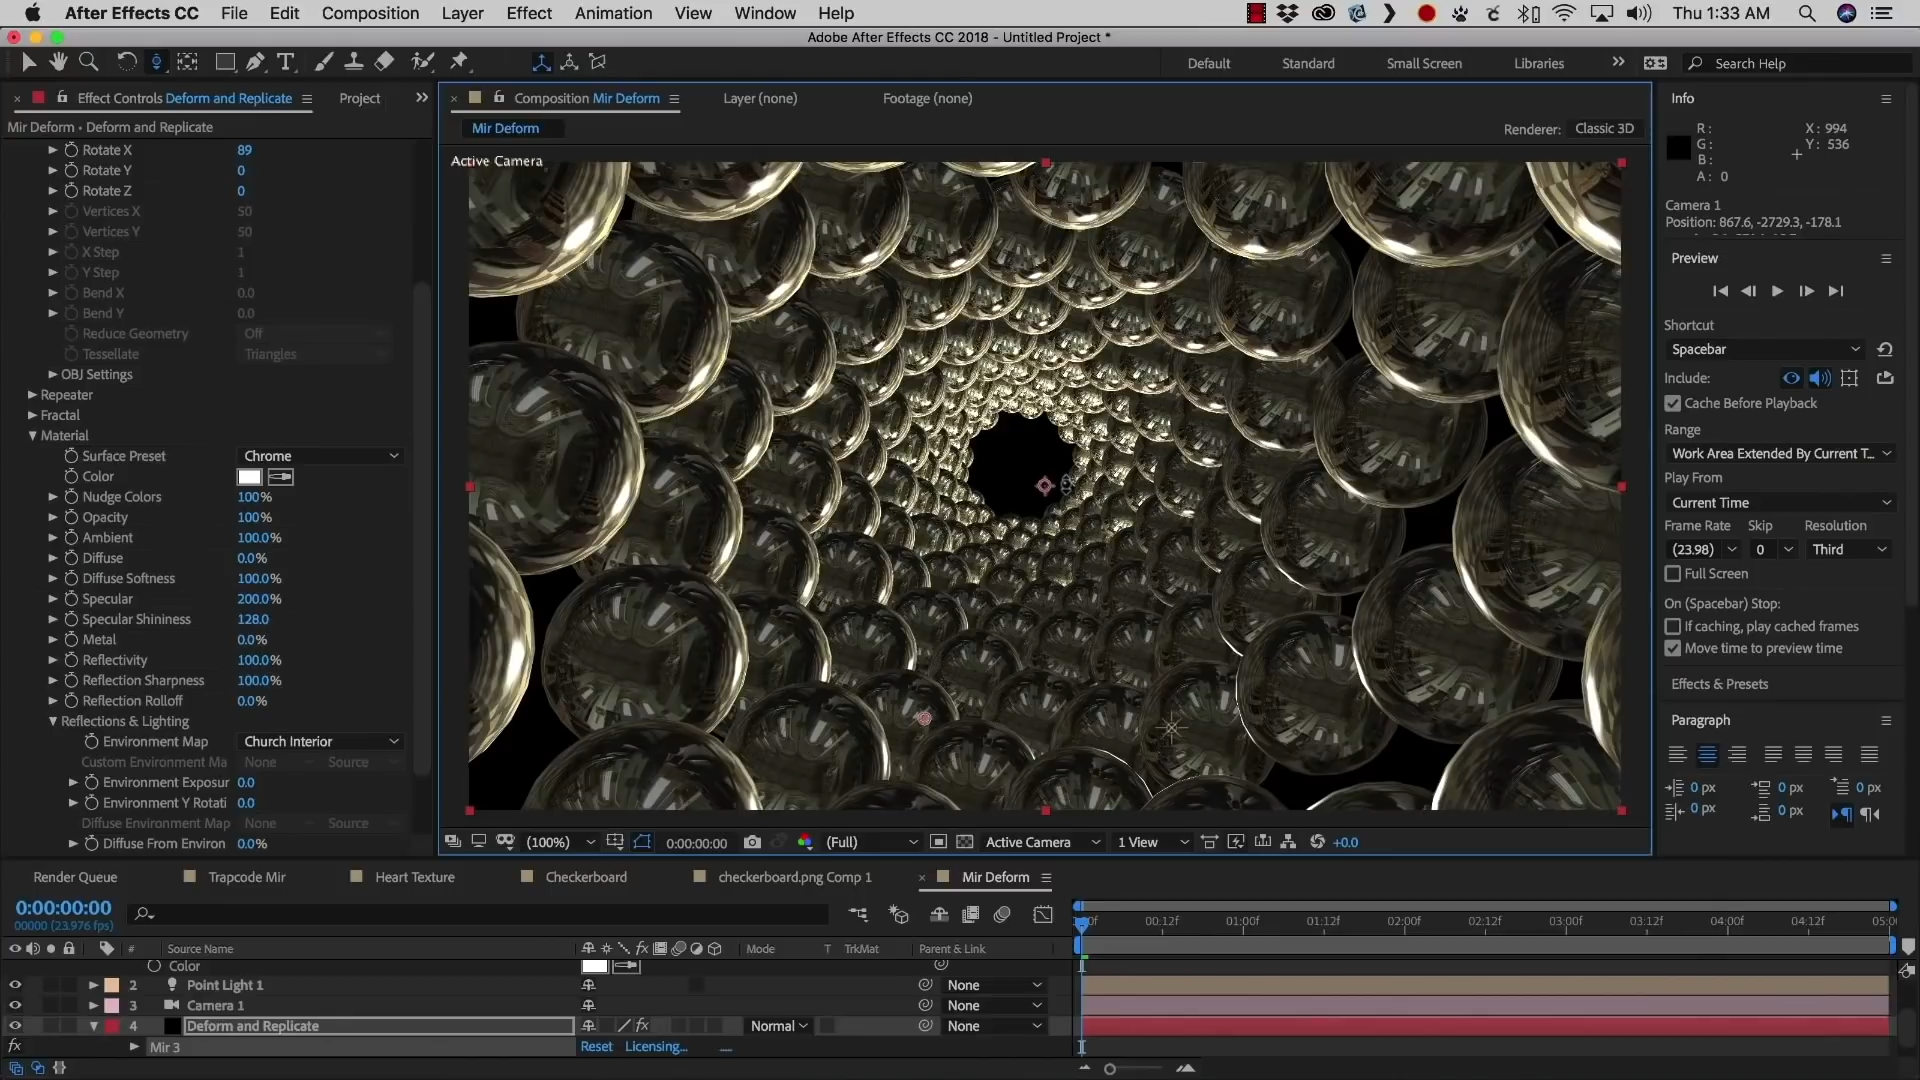 After Effects CC File Edit Composition Layer Effect Animation View Window Help Thu 1:33 AM
Adobe After Effects CC 2018 - Untitled Project *
Default Standard Small Screen Libraries Search Help
Effect Controls Deform and Replicate Project
Mir Deform • Deform and Replicate
Rotate X 89
Rotate Y 0
Rotate Z 0
Vertices X 50
Vertices Y 50
X Step 1
Y Step 1
Bend X 0.0
Bend Y 0.0
Reduce Geometry Off
Tessellate Triangles
OBJ Settings
Repeater
Fractal
Material
Surface Preset Chrome
Color
Nudge Colors 100%
Opacity 100%
Ambient 100.0%
Diffuse 0.0%
Diffuse Softness 100.0%
Specular 200.0%
Specular Shininess 128.0
Metal 0.0%
Reflectivity 100.0%
Reflection Sharpness 100.0%
Reflection Rolloff 0.0%
Reflections & Lighting
Environment Map Church Interior
Custom Environment Ma None Source
Environment Exposur 0.0
Environment Y Rotati 0.0
Diffuse Environment Map None Source
Diffuse From Environ 0.0%
Composition Mir Deform Layer (none) Footage (none)
Mir Deform
Renderer: Classic 3D
Active Camera
(100%) 0:00:00:00 (Full) Active Camera 1 View +0.0
Info
R:
G:
B:
A: 0
X: 994
Y: 536
Camera 1
Position: 867.6, -2729.3, -178.1
Preview
Shortcut
Spacebar
Include:
Cache Before Playback
Range
Work Area Extended By Current T...
Play From
Current Time
Frame Rate Skip Resolution
(23.98) 0 Third
Full Screen
On (Spacebar) Stop:
If caching, play cached frames
Move time to preview time
Effects & Presets
Paragraph
0 px 0 px 0 px
0 px 0 px
Render Queue Trapcode Mir Heart Texture Checkerboard checkerboard.png Comp 1 Mir Deform
0:00:00:00
00000 (23.976 fps)
00f 00:12f 01:00f 01:12f 02:00f 02:12f 03:00f 03:12f 04:00f 04:12f 05:00
# Source Name Mode T TrkMat Parent & Link
Color
2 Point Light 1 None
3 Camera 1 None
4 Deform and Replicate Normal None
fx Mir 3 Reset Licensing...